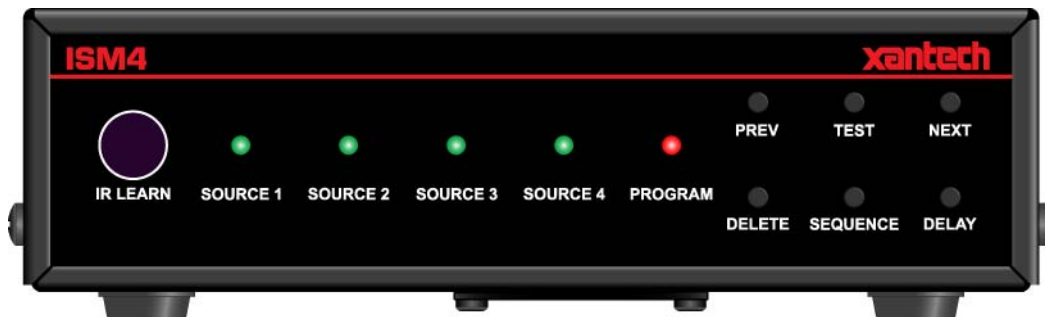 ISM4 xantech
PREV TEST NEXT
IR LEARN SOURCE 1 SOURCE 2 SOURCE 3 SOURCE 4 PROGRAM
DELETE SEQUENCE DELAY